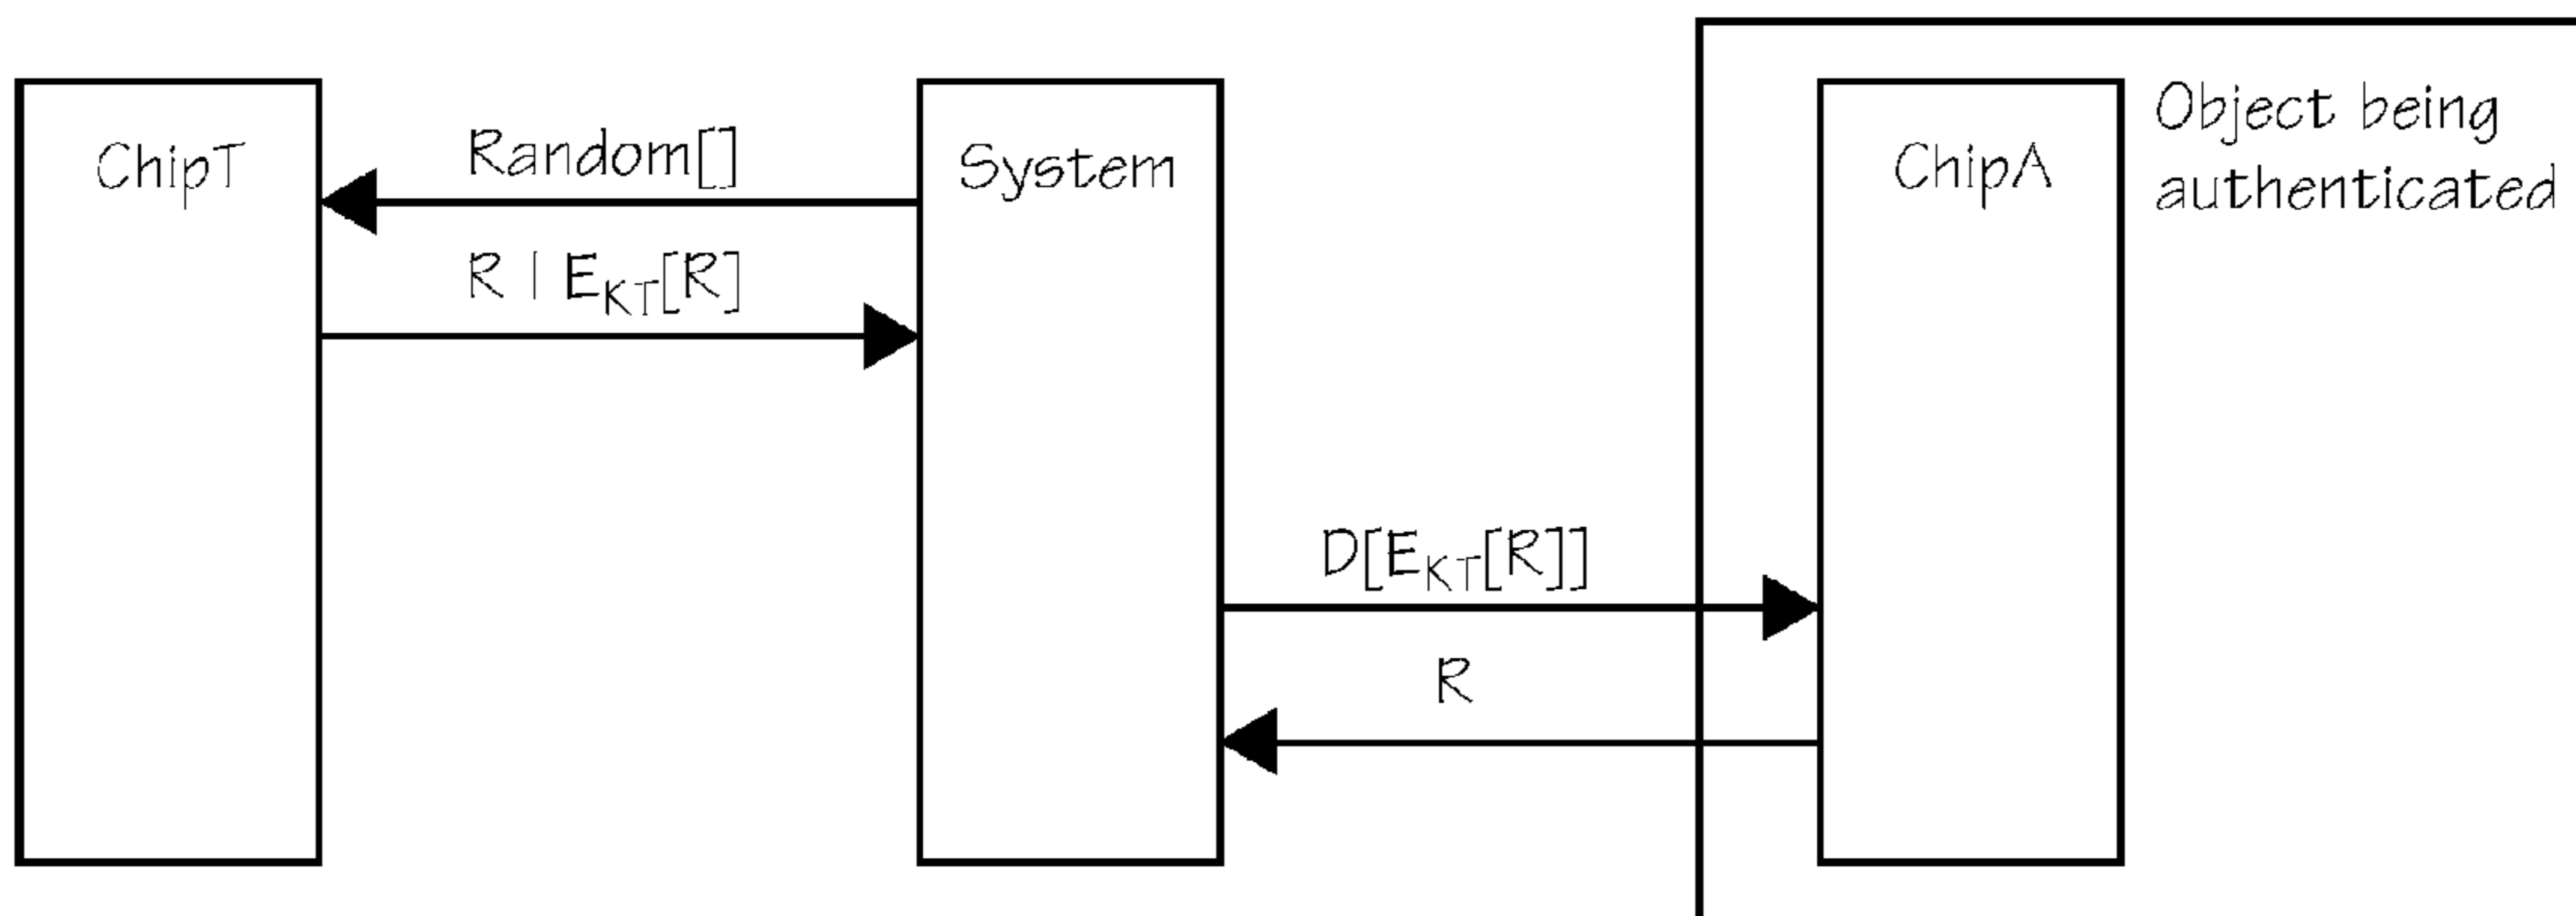 ChipT
Random[]
R | E_KT[R]
System
D[E_KT[R]]
R
ChipA
Object being
authenticated